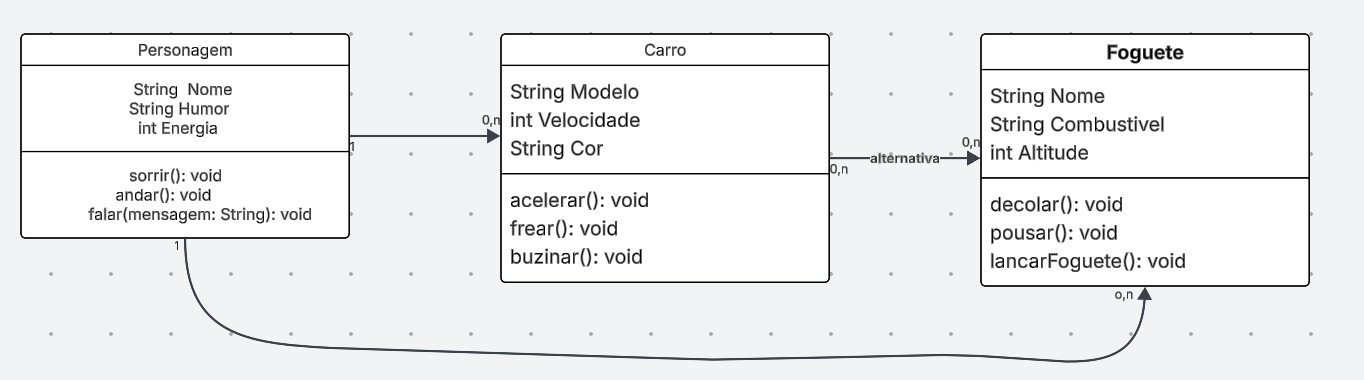 Personagem
String  Nome
String Humor
int Energia
sorrir(): void
andar(): void
falar(mensagem: String): void
1
0,n
Carro
String Modelo
int Velocidade
String Cor
acelerar(): void
frear(): void
buzinar(): void
0,n
alternativa
0,n
Foguete
String Nome
String Combustivel
int Altitude
decolar(): void
pousar(): void
lancarFoguete(): void
1
o,n